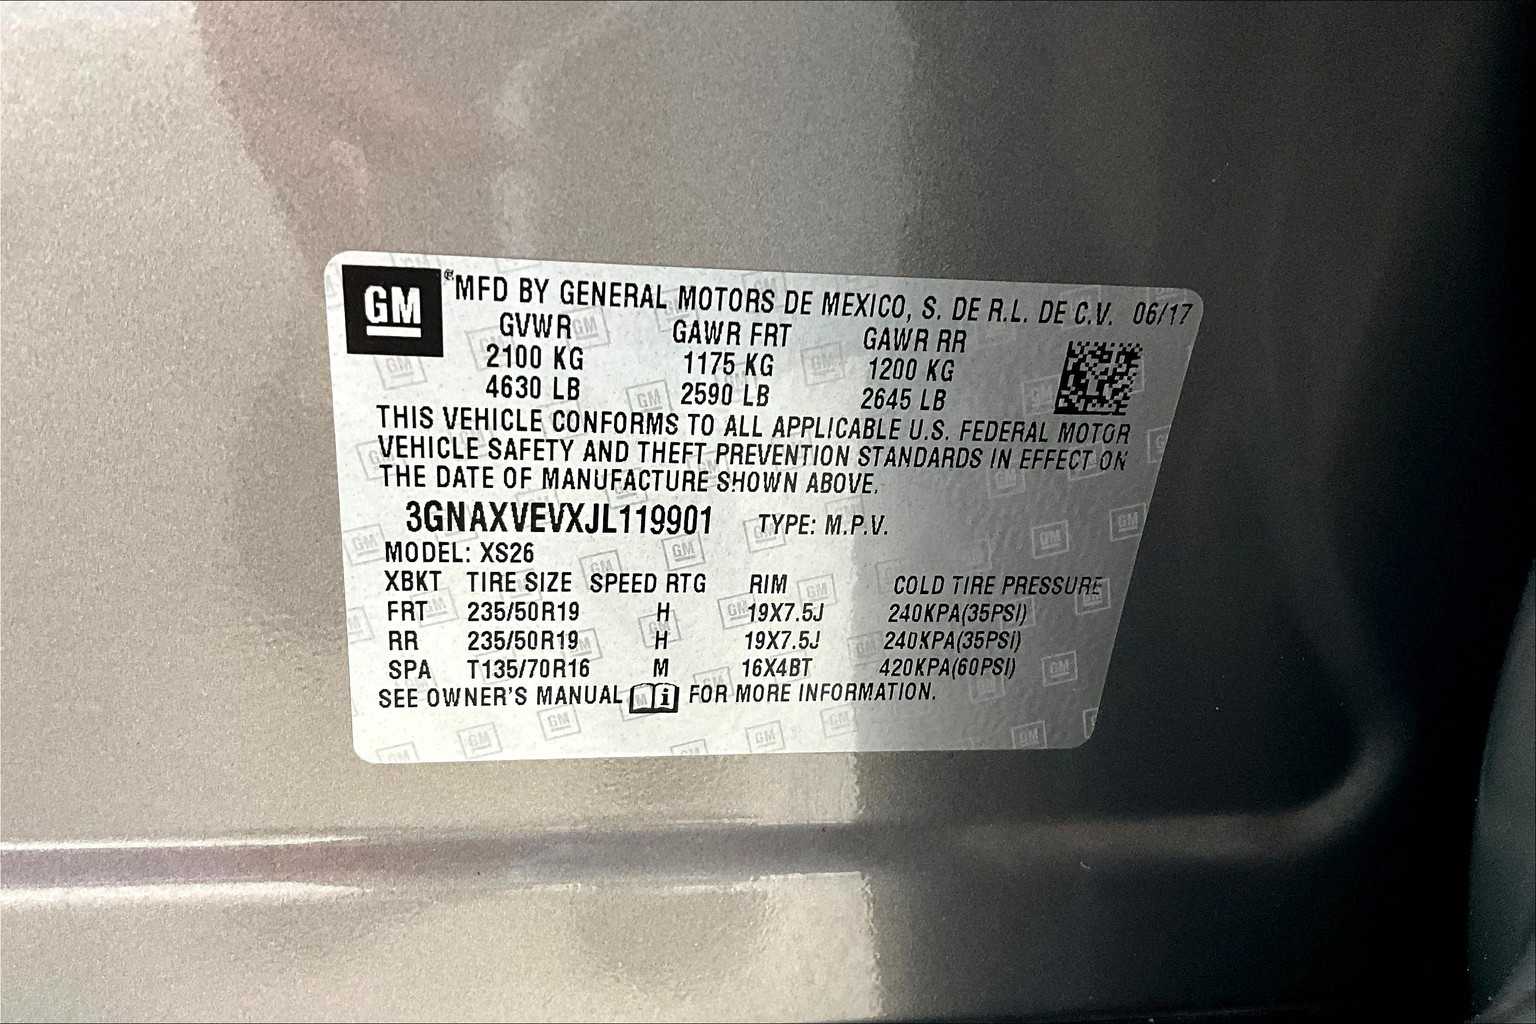 GM ® MFD BY GENERAL MOTORS DE MEXICO, S. DE R.L. DE C.V. 06/17
GVWR GAWR FRT GAWR RR
2100 KG 1175 KG 1200 KG
4630 LB 2590 LB 2645 LB
THIS VEHICLE CONFORMS TO ALL APPLICABLE U.S. FEDERAL MOTOR
VEHICLE SAFETY AND THEFT PREVENTION STANDARDS IN EFFECT ON
THE DATE OF MANUFACTURE SHOWN ABOVE.
3GNAXVEVXJL119901 TYPE: M.P.V.
MODEL: XS26
XBKT TIRE SIZE SPEED RTG RIM COLD TIRE PRESSURE
FRT 235/50R19 H 19X7.5J 240KPA(35PSI)
RR 235/50R19 H 19X7.5J 240KPA(35PSI)
SPA T135/70R16 M 16X4BT 420KPA(60PSI)
SEE OWNER'S MANUAL i FOR MORE INFORMATION.